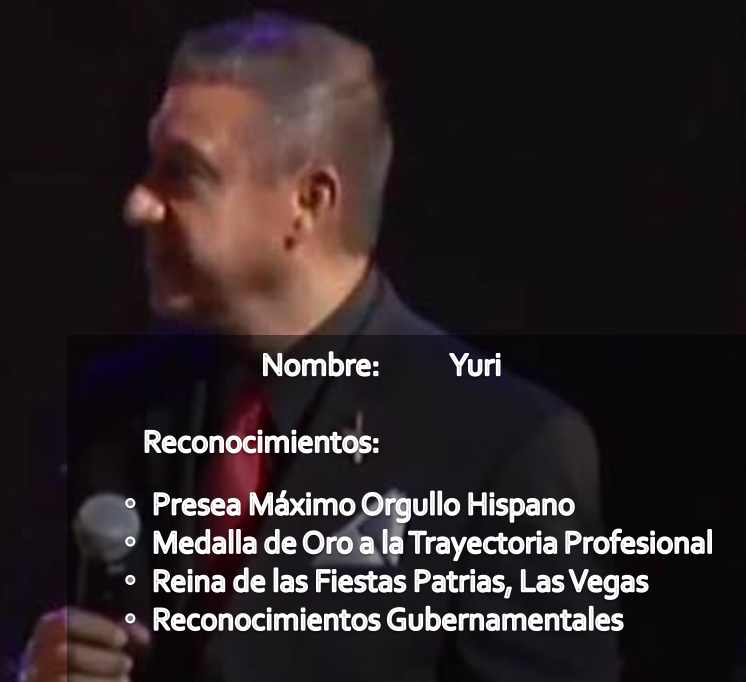 Nombre: Yuri
Reconocimientos:
Presea Máximo Orgullo Hispano
Medalla de Oro a la Trayectoria Profesional
Reina de las Fiestas Patrias, Las Vegas
Reconocimientos Gubernamentales